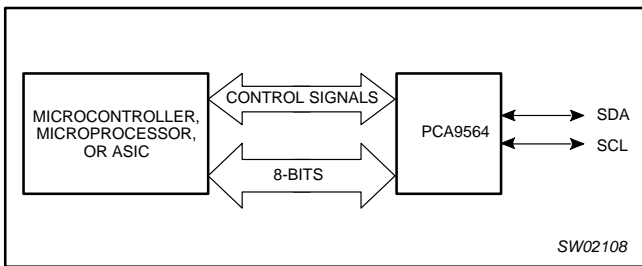 MICROCONTROLLER,
MICROPROCESSOR,
OR ASIC
CONTROL SIGNALS
8-BITS
PCA9564
SDA
SCL
SW02108